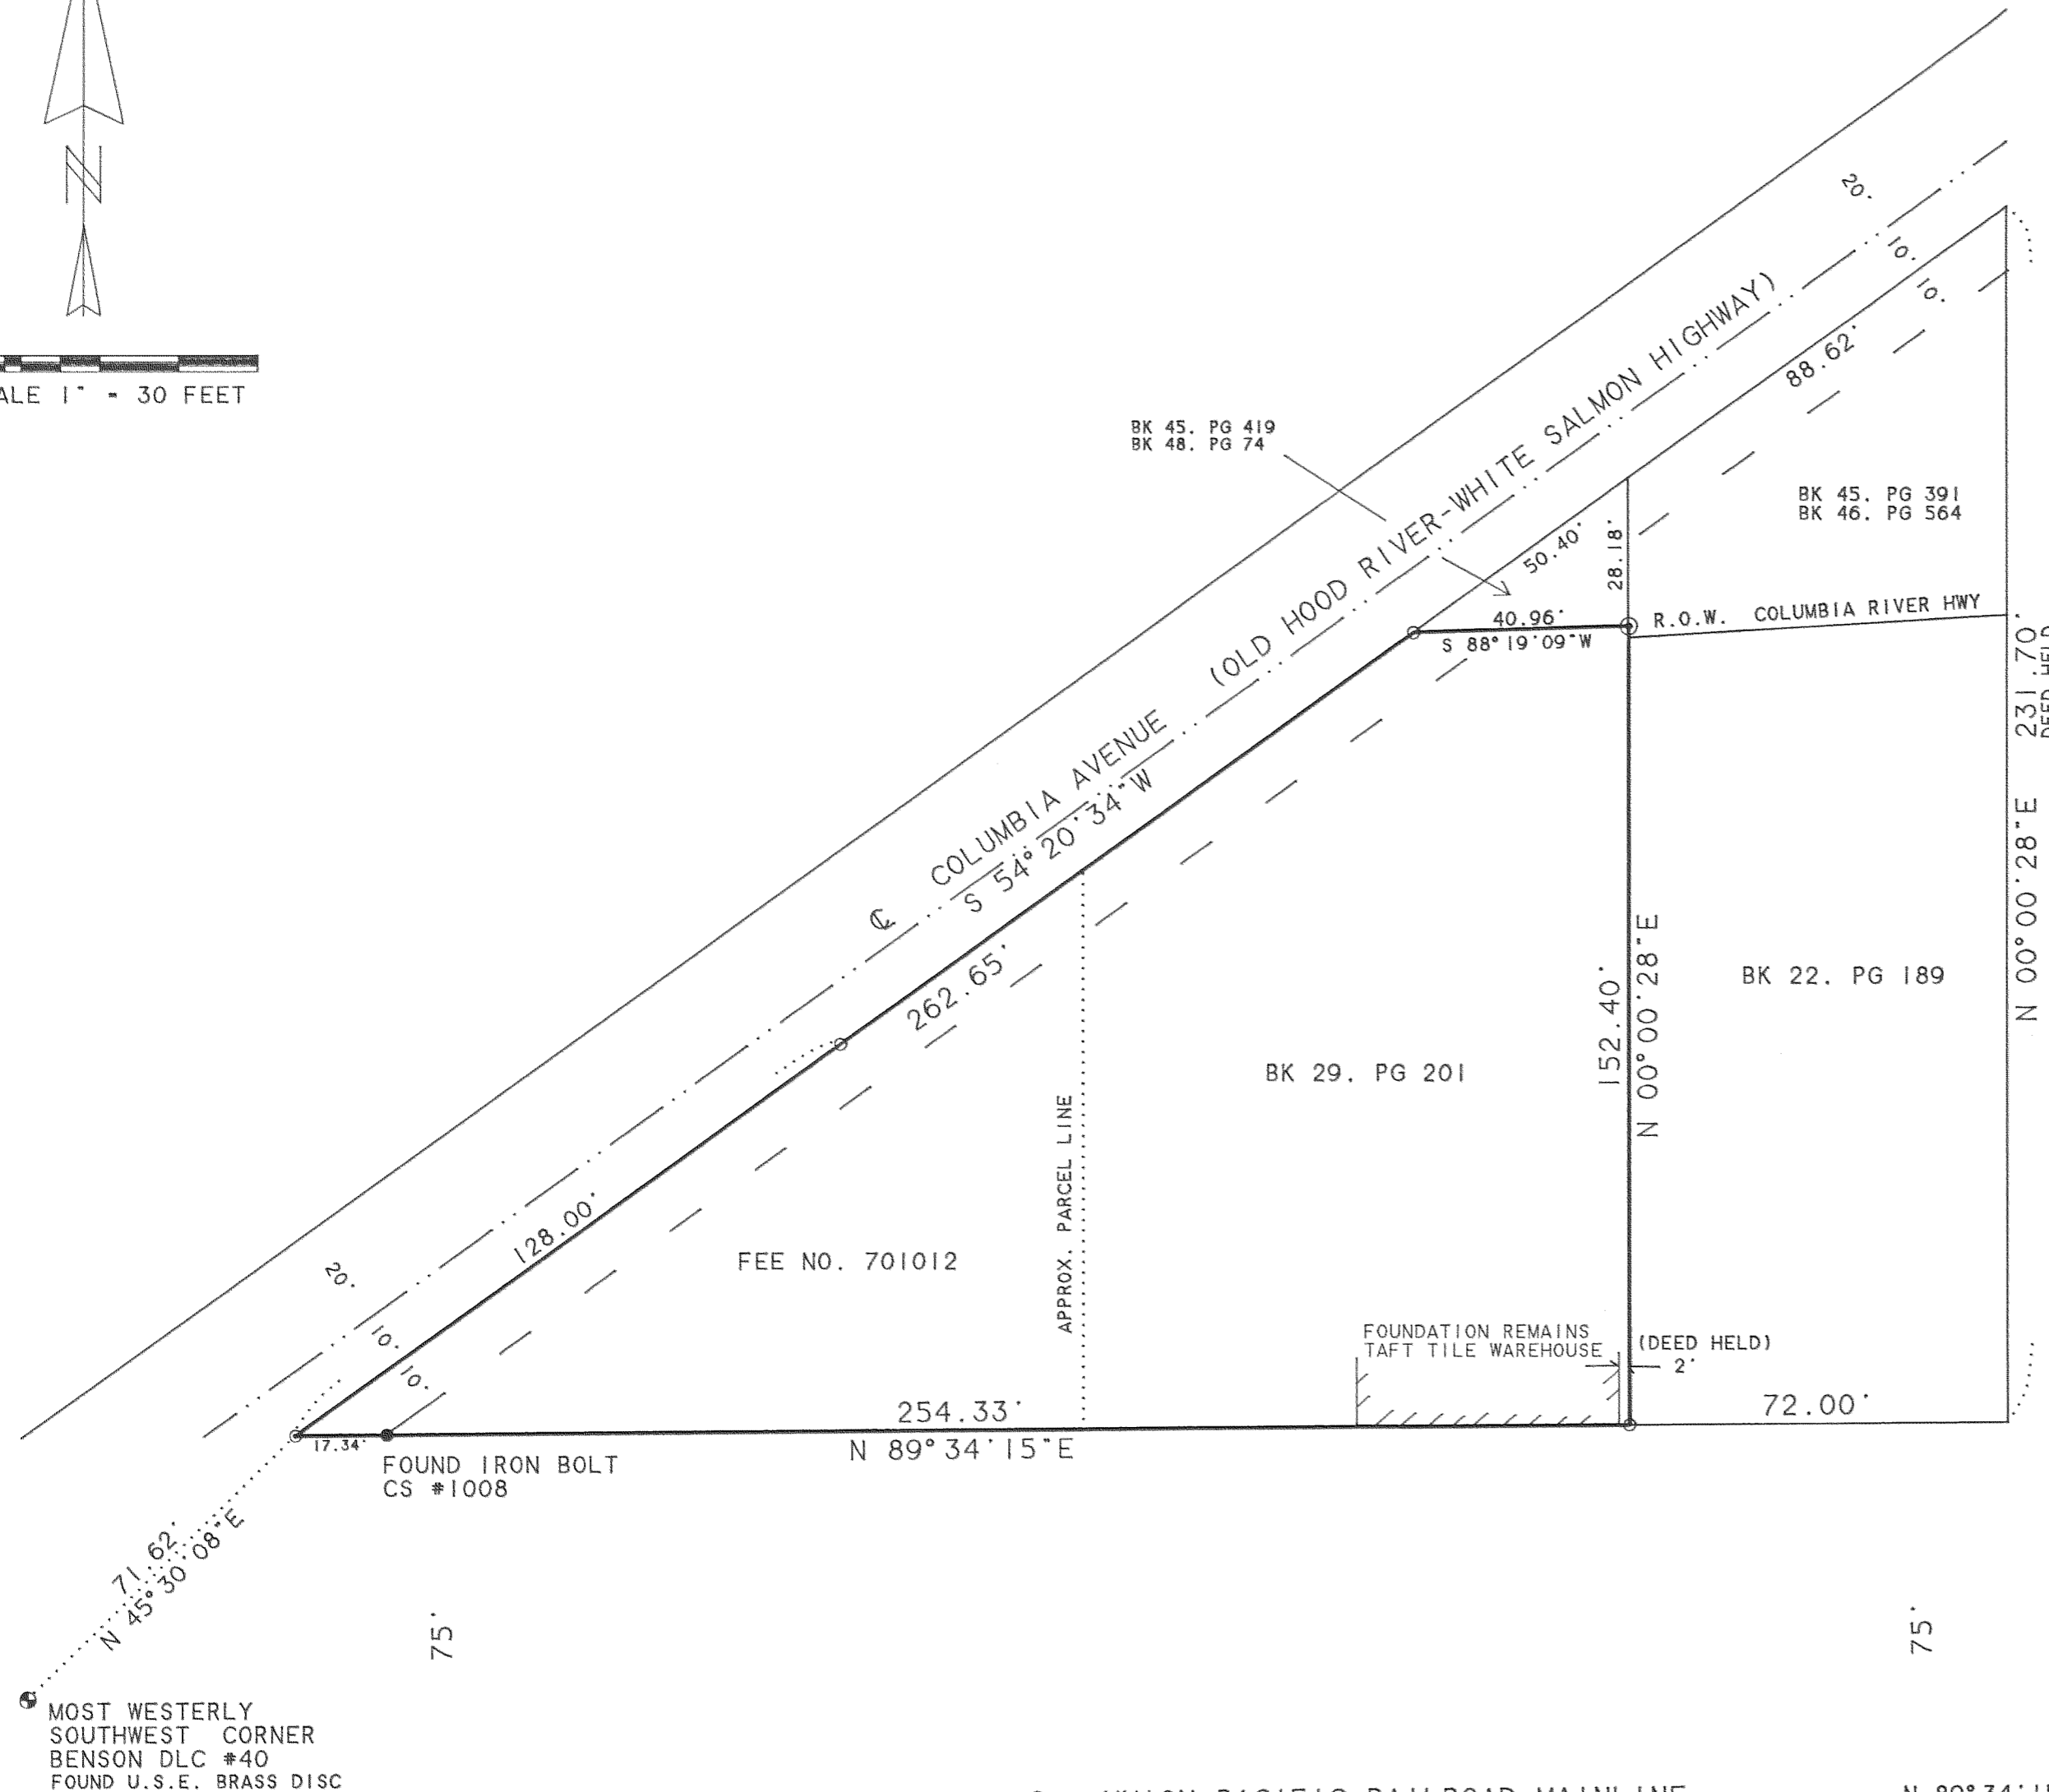 N
ALE 1" = 30 FEET
20'
10'
10'
88.62'
BK 45, PG 419
BK 48, PG 74
(OLD HOOD RIVER-WHITE SALMON HIGHWAY)
BK 45, PG 391
BK 46, PG 564
50.40'
28.18'
40.96'
S 88°19'09"W
R.O.W. COLUMBIA RIVER HWY
231.70'
DEED HELD
N 00°00'28"E
COLUMBIA AVENUE
S 54°20'34"W
262.65'
152.40'
N 00°00'28"E
BK 22, PG 189
BK 29, PG 201
APPROX. PARCEL LINE
128.00'
FEE NO. 701012
20'
10'
10'
FOUNDATION REMAINS
TAFT TILE WAREHOUSE
(DEED HELD)
2'
254.33'
72.00'
17.34'
N 89°34'15"E
FOUND IRON BOLT
CS #1008
71.62'
N 45°30'08"E
75'
75'
MOST WESTERLY
SOUTHWEST CORNER
BENSON DLC #40
FOUND U.S.E. BRASS DISC
UNION PACIFIC RAILROAD MAINLINE